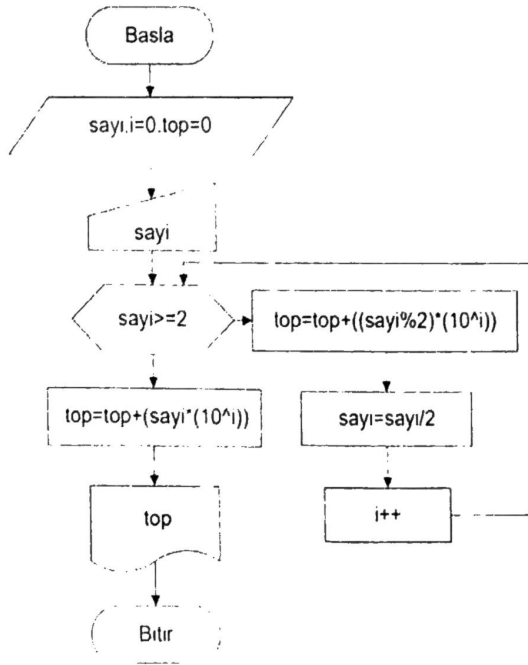 Basla
sayı.i=0.top=0
sayi
sayi>=2
top=top+((sayi%2)*(10^i))
top=top+(sayi*(10^i))
sayı=sayı/2
top
i++
Bıtır